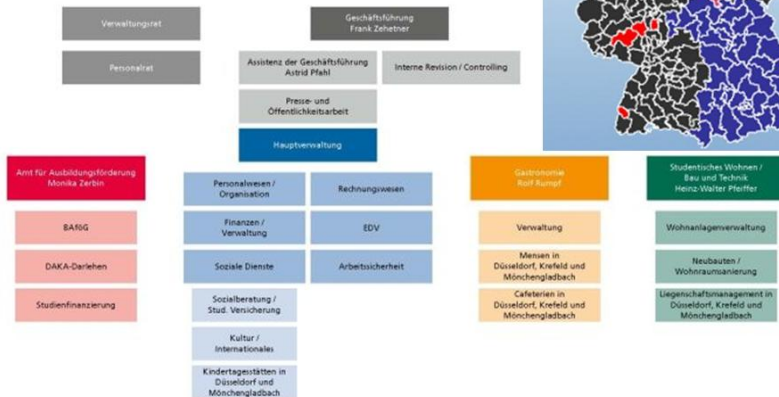 Verwaltungsrat
Geschäftsführung
Frank Zehetner
Personalrat
Assistenz der Geschäftsführung
Astrid Pfahl
Interne Revision / Controlling
Presse- und
Öffentlichkeitsarbeit
Hauptverwaltung
Amt für Ausbildungsförderung
Monika Zerbin
Personalwesen /
Organisation
Rechnungswesen
Gastronomie
Rolf Rumpf
Studentisches Wohnen /
Bau und Technik
Heinz-Walter Pfeiffer
BAföG
Finanzen /
Verwaltung
EDV
Verwaltung
Wohnanlagenverwaltung
DAKA-Darlehen
Soziale Dienste
Arbeitssicherheit
Mensen in
Düsseldorf, Krefeld und
Mönchengladbach
Neubauten /
Wohnraumsanierung
Studienfinanzierung
Sozialberatung /
Stud. Versicherung
Cafeterien in
Düsseldorf, Krefeld und
Mönchengladbach
Liegenschaftsmanagement in
Düsseldorf, Krefeld und
Mönchengladbach
Kultur /
Internationales
Kindertagesstätten in
Düsseldorf und
Mönchengladbach